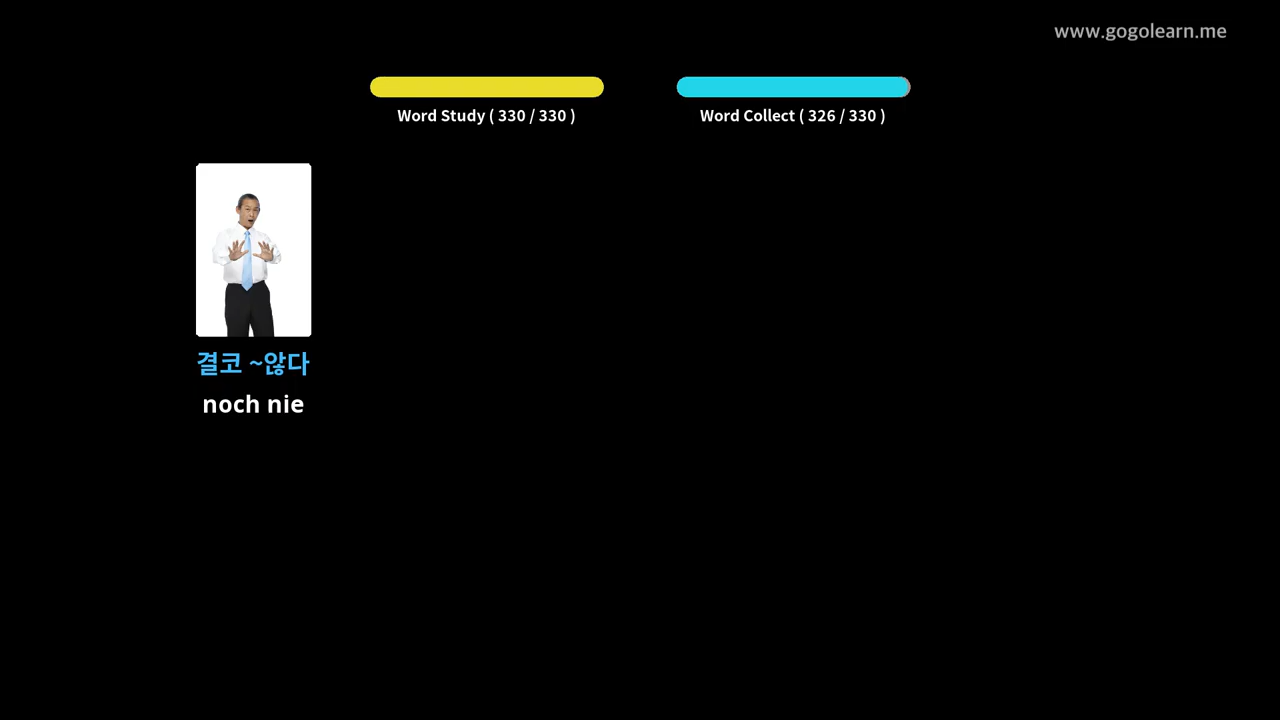 www.gogolearn.me
Word Study ( 330 / 330 )
Word Collect ( 326 / 330 )
결코 ~않다
noch nie